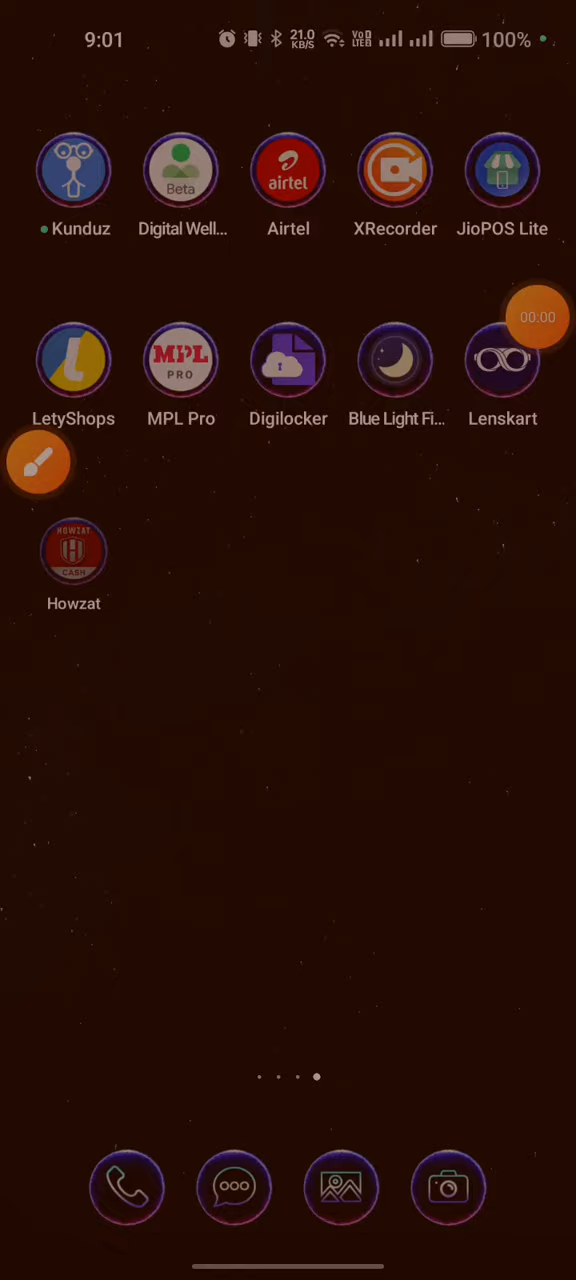 9:01 21.0 KB/S Vo LTE 100%
Beta
airtel
Kunduz Digital Well... Airtel XRecorder JioPOS Lite
00:00
MPL
PRO
LetyShops MPL Pro Digilocker Blue Light Fi... Lenskart
HOWZAT
H
CASH
Howzat